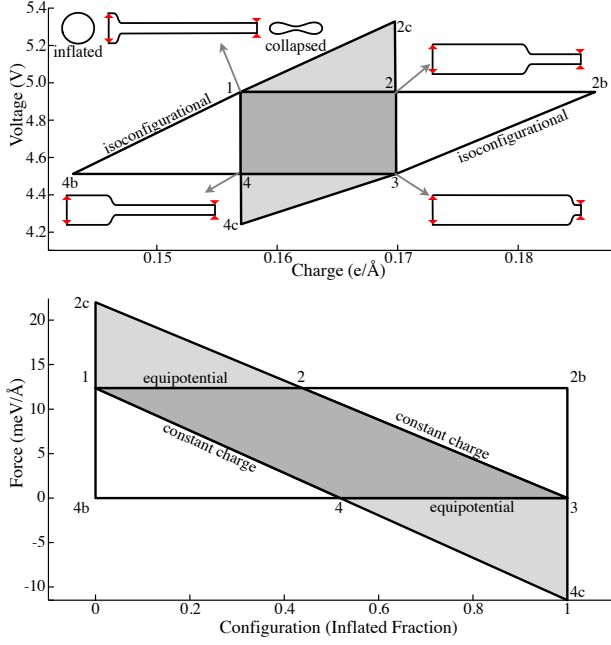 5.4
5.2
5.0
4.8
4.6
4.4
4.2
Voltage (V)
inflated
collapsed
2c
1
2
2b
isoconfigurational
isoconfigurational
4b
4
3
4c
0.15
0.16
0.17
0.18
Charge (e/Å)
20
15
10
5
0
-5
-10
Force (meV/Å)
2c
1
equipotential
2
2b
constant charge
constant charge
4b
4
equipotential
3
4c
0
0.2
0.4
0.6
0.8
1
Configuration (Inflated Fraction)